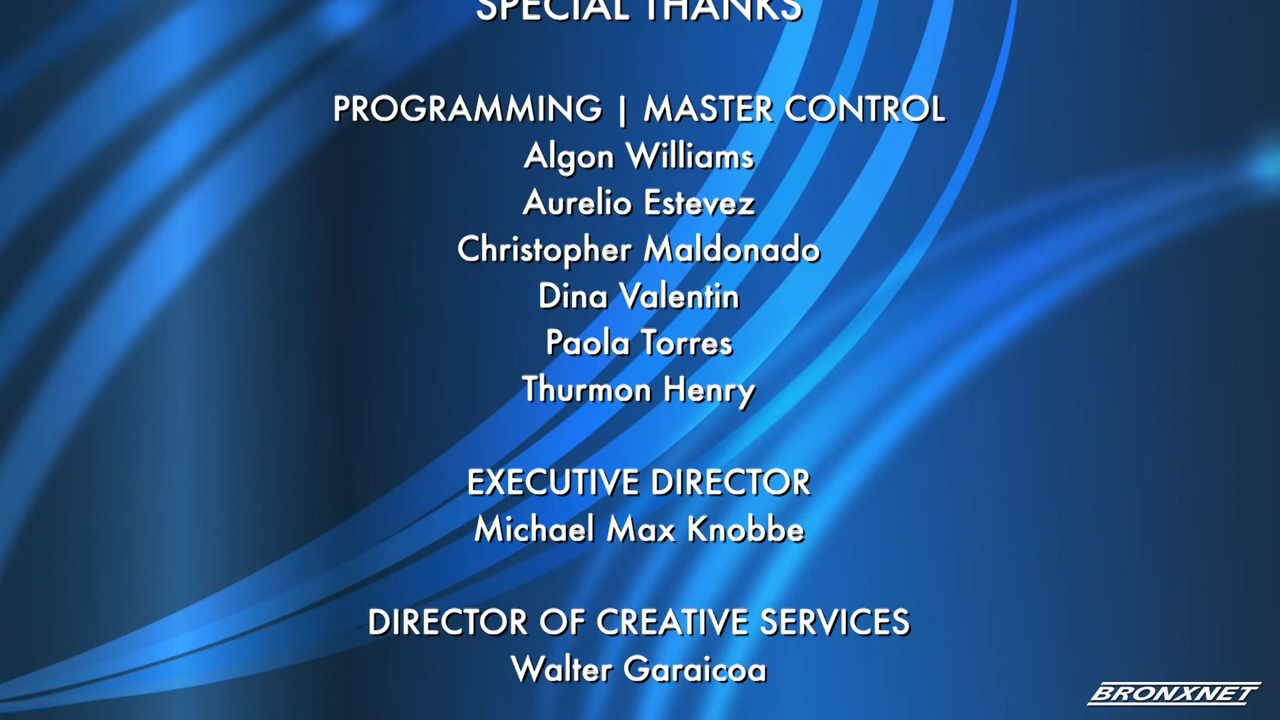 SPECIAL THANKS
PROGRAMMING | MASTER CONTROL
Algon Williams
Aurelio Estevez
Christopher Maldonado
Dina Valentin
Paola Torres
Thurmon Henry
EXECUTIVE DIRECTOR
Michael Max Knobbe
DIRECTOR OF CREATIVE SERVICES
Walter Garaicoa
BRONXNET